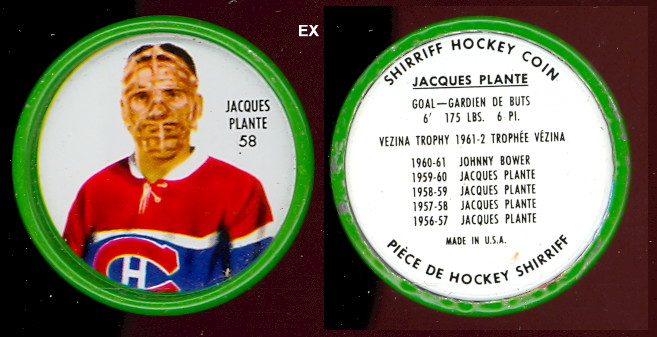 EX
JACQUES
PLANTE
58
CH
SHIRRIFF HOCKEY COIN
JACQUES PLANTE
GOAL—GARDIEN DE BUTS
6' 175 LBS. 6 PI.
VEZINA TROPHY 1961-2 TROPHÉE VÉZINA
1960-61 JOHNNY BOWER
1959-60 JACQUES PLANTE
1958-59 JACQUES PLANTE
1957-58 JACQUES PLANTE
1956-57 JACQUES PLANTE
MADE IN U.S.A.
PIÈCE DE HOCKEY SHIRRIFF